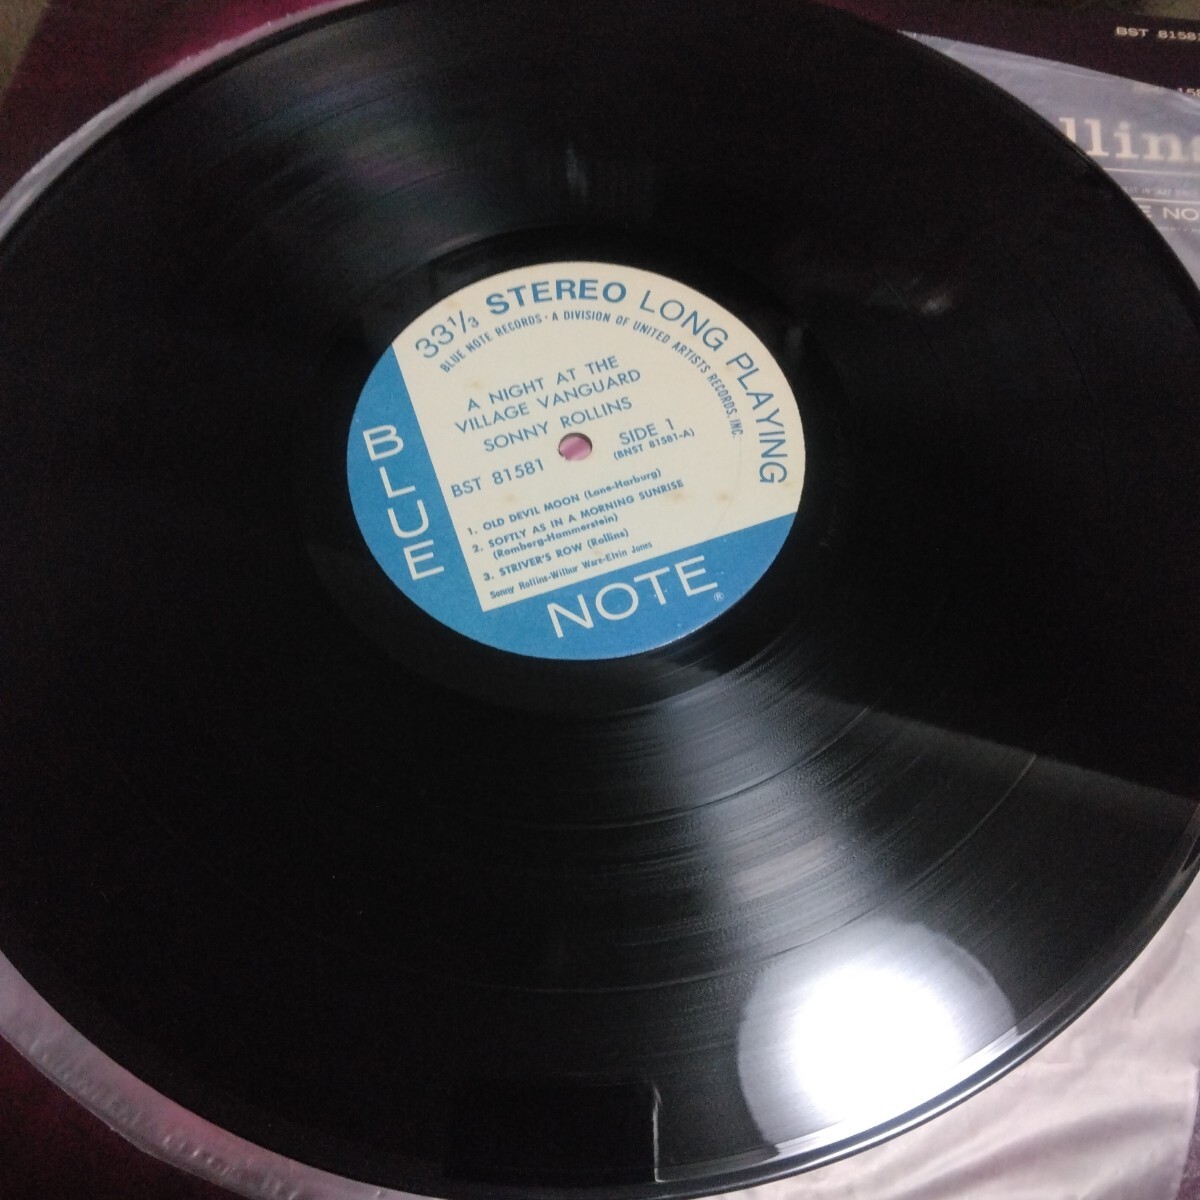 33⅓ STEREO LONG PLAYING
BLUE NOTE RECORDS · A DIVISION OF UNITED ARTISTS RECORDS, INC.
A NIGHT AT THE
VILLAGE VANGUARD
SONNY ROLLINS
BST 81581
SIDE 1
(BNST 81581-A)
1. OLD DEVIL MOON (Lane-Harburg)
2. SOFTLY AS IN A MORNING SUNRISE
(Romberg-Hammerstein)
3. STRIVER'S ROW (Rollins)
Sonny Rollins-Wilbur Ware-Elvin Jones
BLUE
NOTE®
BST 81581
llins
E NO